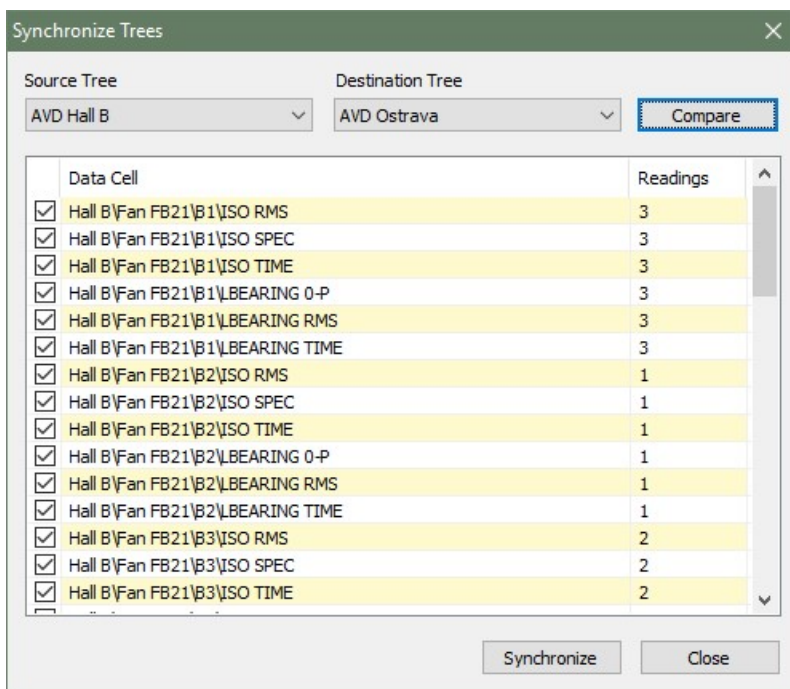 Synchronize Trees
Source Tree Destination Tree
AVD Hall B AVD Ostrava Compare
Data Cell Readings
Hall B\Fan FB21\B1\ISO RMS 3
Hall B\Fan FB21\B1\ISO SPEC 3
Hall B\Fan FB21\B1\ISO TIME 3
Hall B\Fan FB21\B1\LBEARING 0-P 3
Hall B\Fan FB21\B1\LBEARING RMS 3
Hall B\Fan FB21\B1\LBEARING TIME 3
Hall B\Fan FB21\B2\ISO RMS 1
Hall B\Fan FB21\B2\ISO SPEC 1
Hall B\Fan FB21\B2\ISO TIME 1
Hall B\Fan FB21\B2\LBEARING 0-P 1
Hall B\Fan FB21\B2\LBEARING RMS 1
Hall B\Fan FB21\B2\LBEARING TIME 1
Hall B\Fan FB21\B3\ISO RMS 2
Hall B\Fan FB21\B3\ISO SPEC 2
Hall B\Fan FB21\B3\ISO TIME 2
Synchronize Close